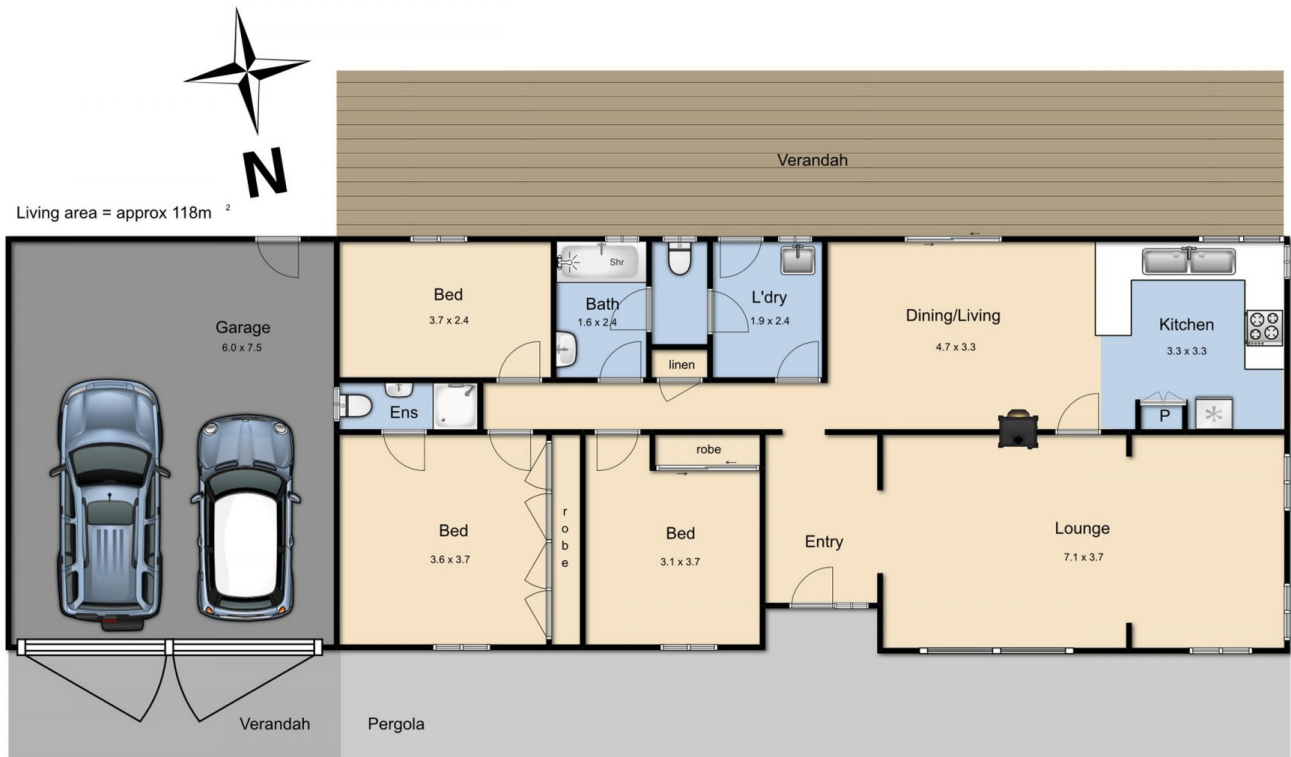 N
Living area = approx 118m ²
Verandah
Garage
6.0 x 7.5
Bed
3.7 x 2.4
Shr
Bath
1.6 x 2.4
linen
L'dry
1.9 x 2.4
Dining/Living
4.7 x 3.3
Kitchen
3.3 x 3.3
P
Ens
Bed
3.6 x 3.7
robe
robe
Bed
3.1 x 3.7
Entry
Lounge
7.1 x 3.7
Verandah
Pergola